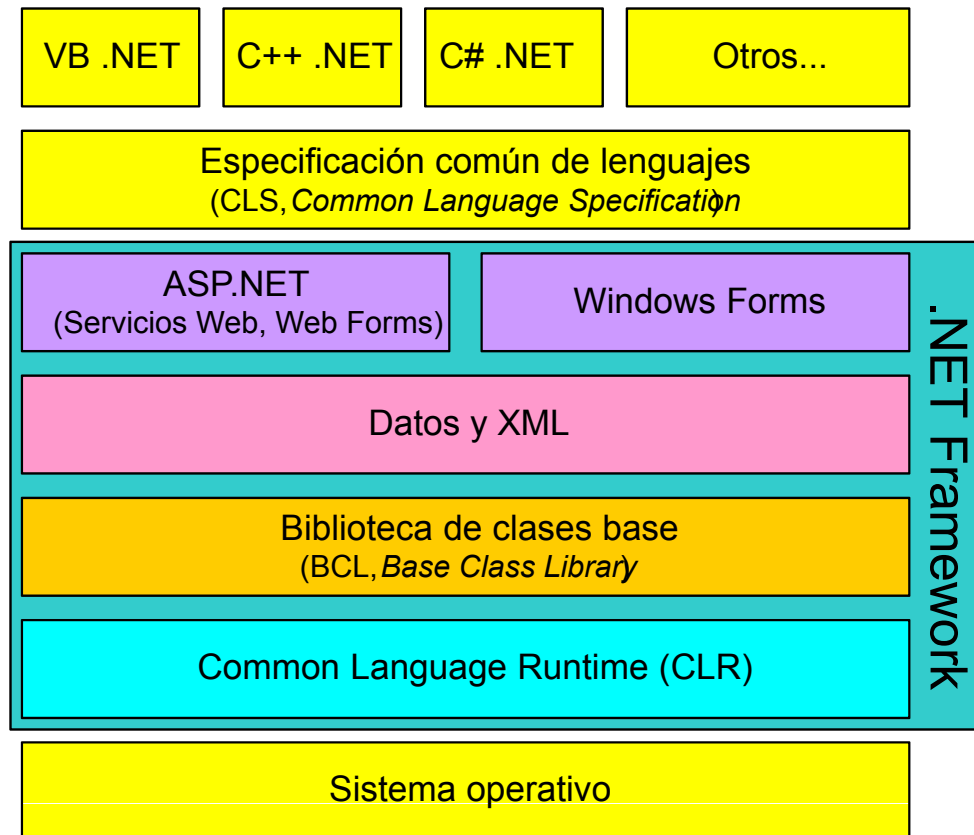 VB .NET
C++ .NET
C# .NET
Otros...
Especificación común de lenguajes
(CLS, Common Language Specification)
ASP.NET
(Servicios Web, Web Forms)
Windows Forms
Datos y XML
Biblioteca de clases base
(BCL, Base Class Library)
Common Language Runtime (CLR)
.NET Framework
Sistema operativo